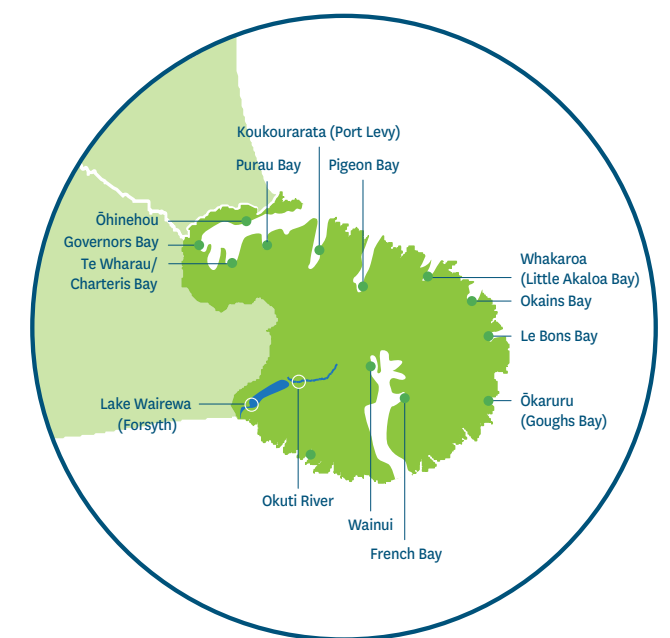 Koukourarata (Port Levy)
Purau Bay
Pigeon Bay
Ōhinehou
Governors Bay
Te Wharau/
Charteris Bay
Whakaroa
(Little Akaloa Bay)
Okains Bay
Le Bons Bay
Lake Wairewa
(Forsyth)
Ōkaruru
(Goughs Bay)
Okuti River
Wainui
French Bay